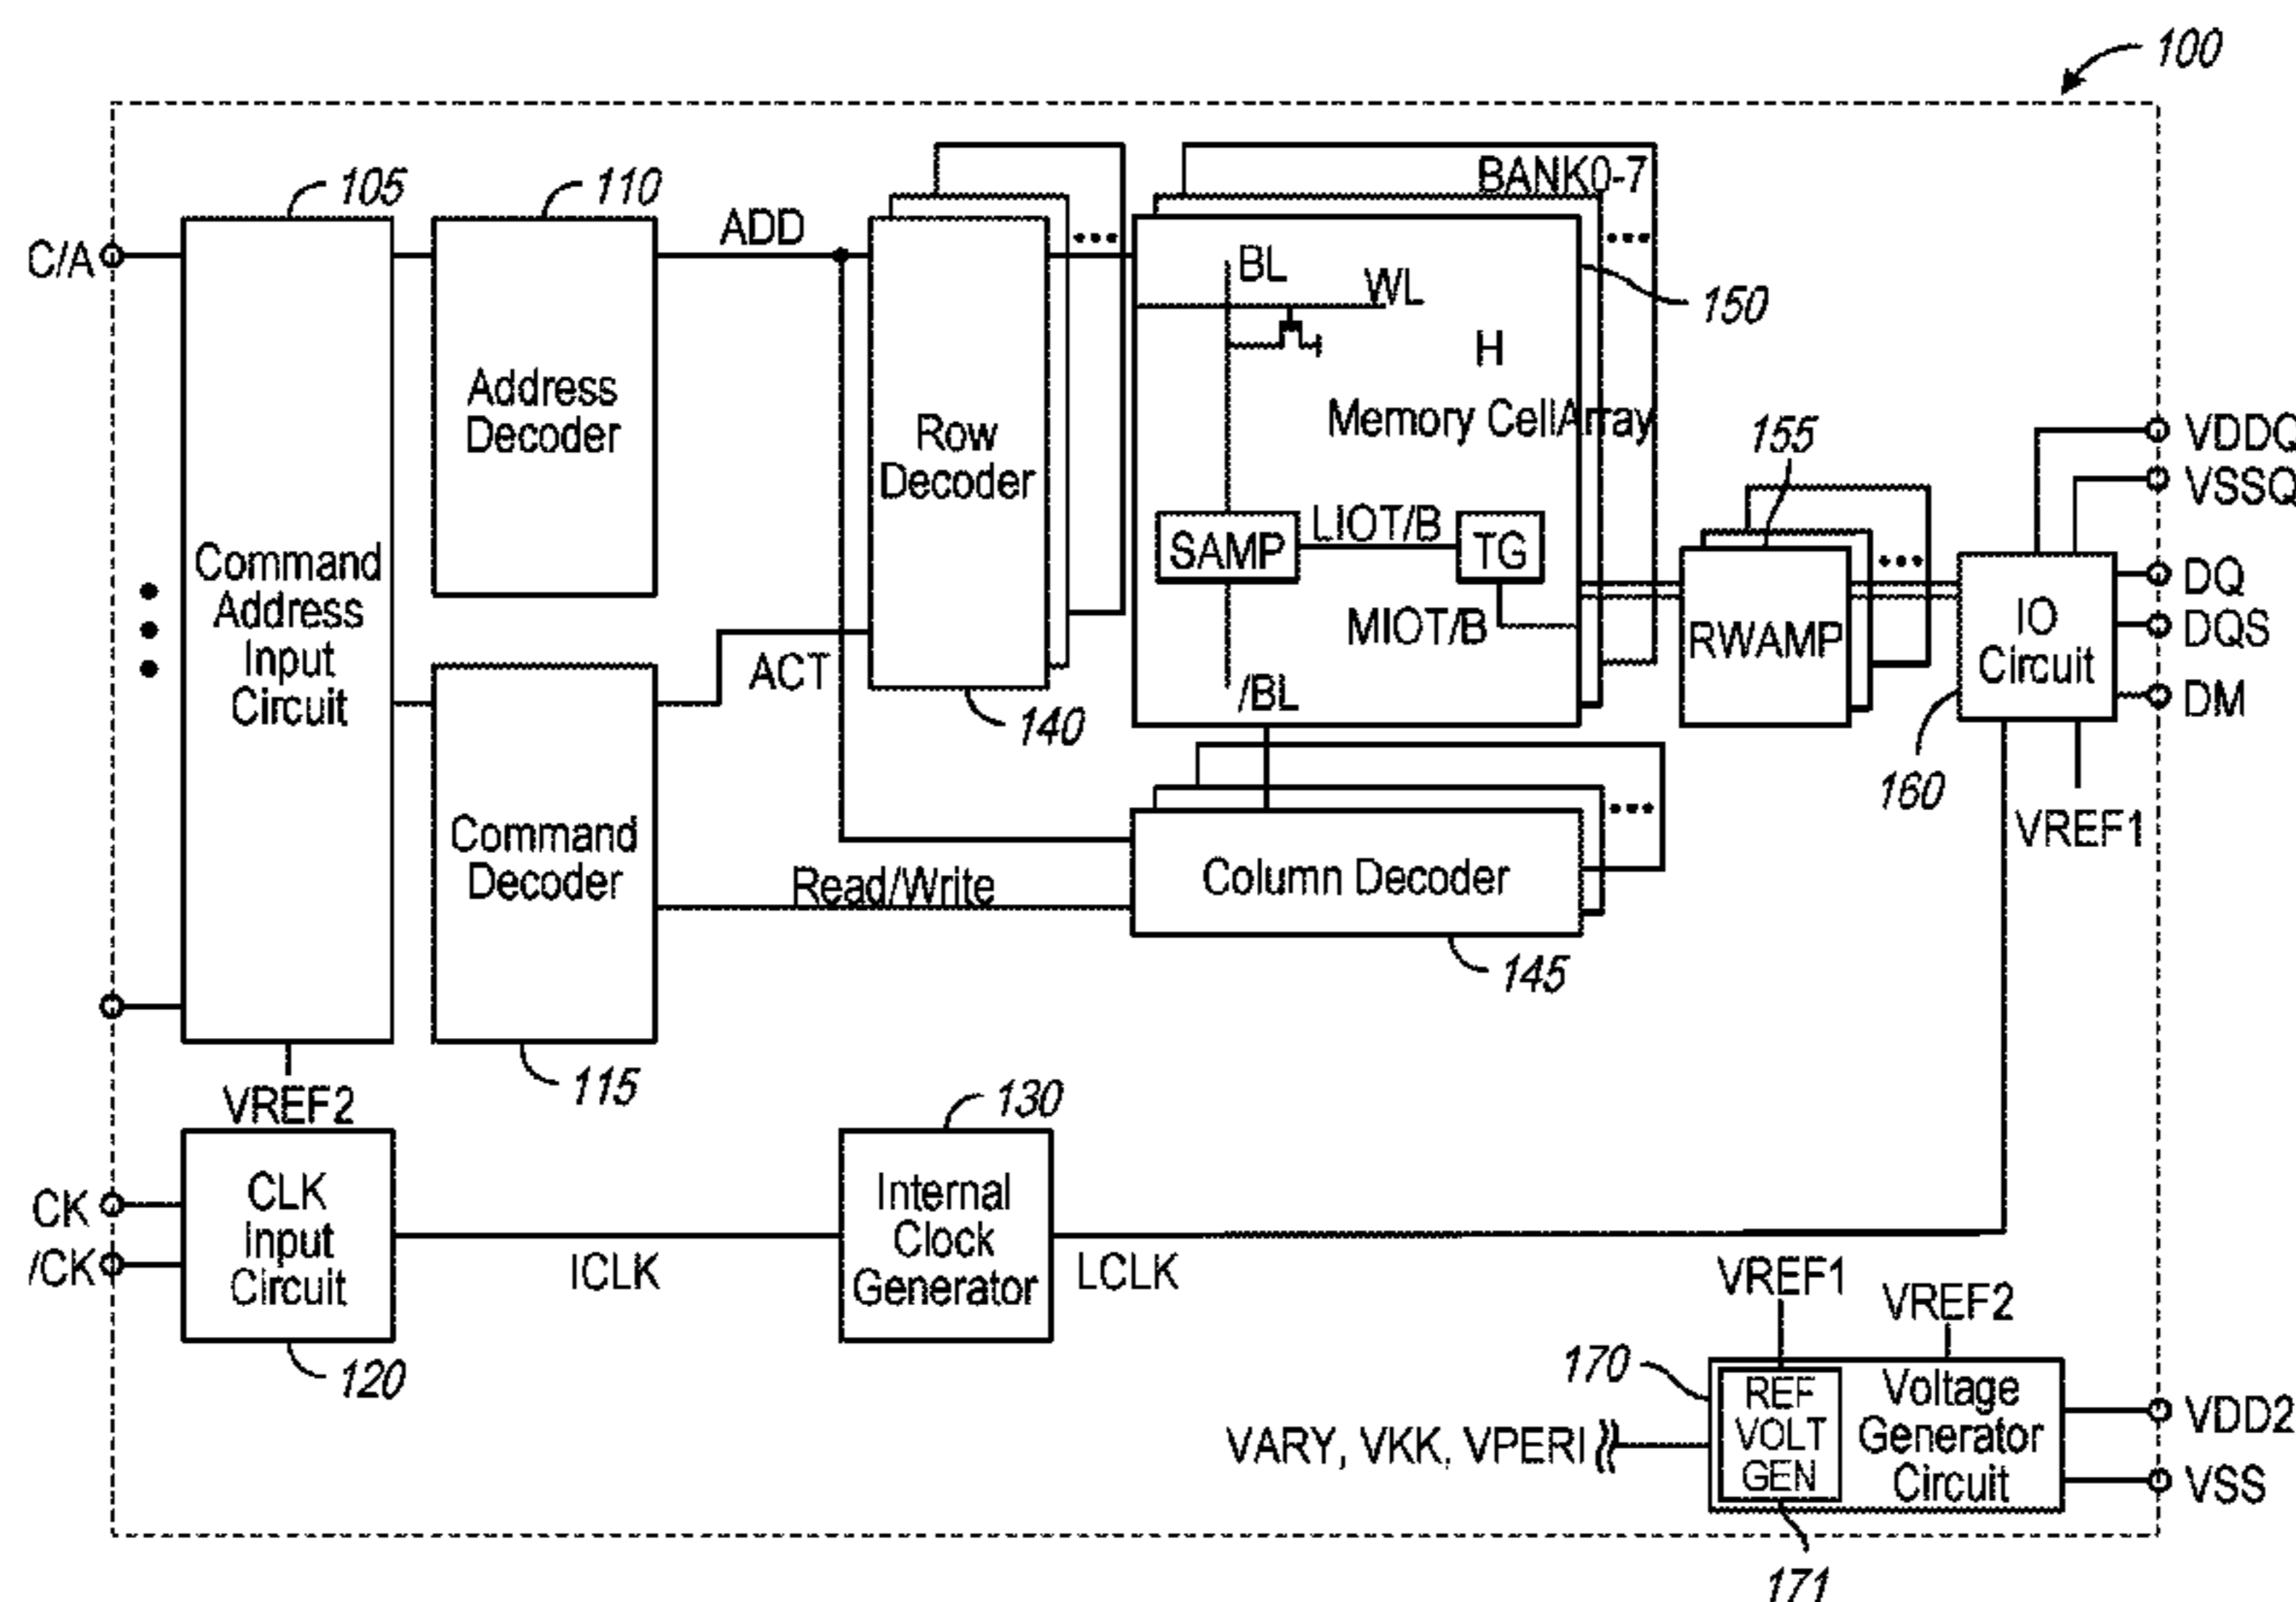 100
BANK0-7
105
110
C/A
ADD
BL
WL
150
H
Address
Decoder
Row
Decoder
Memory CellArray
155
VDDQ
VSSQ
Command
Address
Input
Circuit
SAMP
LIOT/B
TG
DQ
IO
Circuit
DQS
MIOT/B
RWAMP
ACT
/BL
DM
140
160
VREF1
Command
Decoder
Read/Write
Column Decoder
145
VREF2
115
130
CK
/CK
CLK
Input
Circuit
ICLK
Internal
Clock
Generator
LCLK
VREF1
VREF2
120
170
REF
VOLT
GEN
Voltage
Generator
Circuit
VDD2
VARY, VKK, VPERI
VSS
171